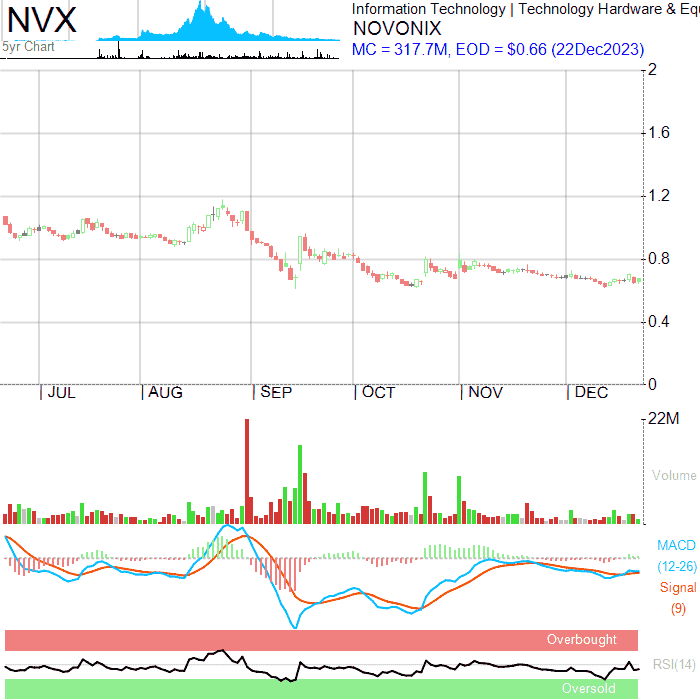 NVX
5yr Chart
Information Technology | Technology Hardware & Equ
NOVONIX
MC = 317.7M, EOD = $0.66 (22Dec2023)
2
1.6
1.2
0.8
0.4
0
JUL AUG SEP OCT NOV DEC
22M
Volume
MACD
(12-26)
Signal
(9)
Overbought
RSI(14)
Oversold